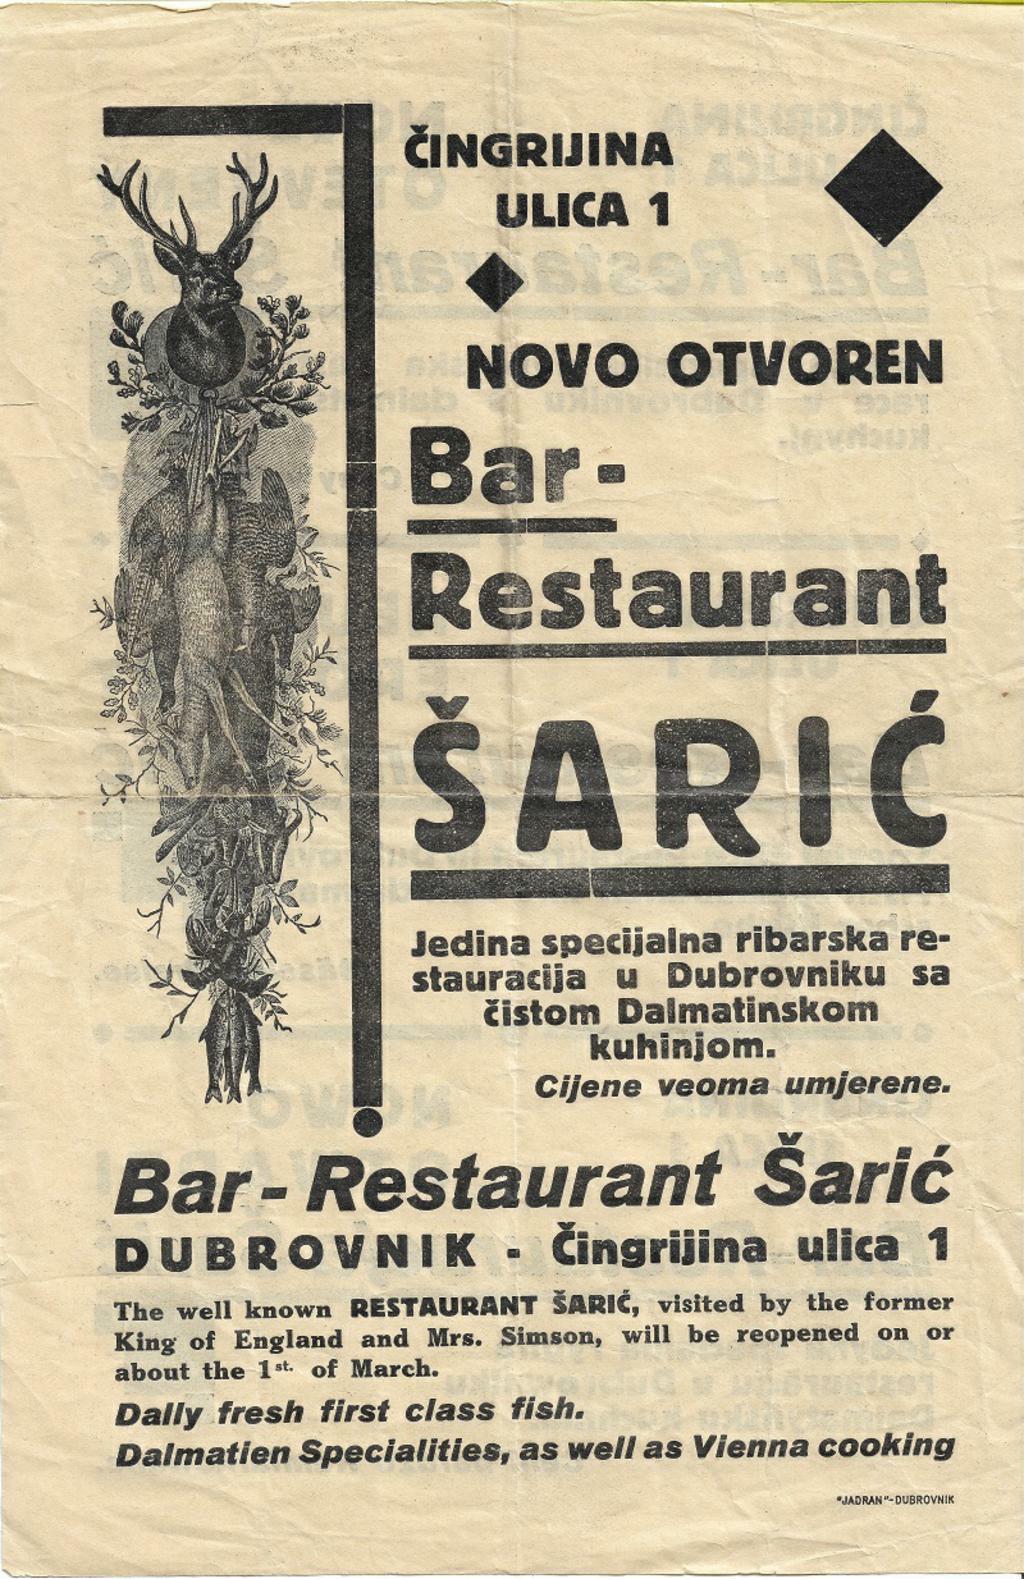 ČINGRIJINA
ULICA 1
NOVO OTVOREN
Bar-
Restaurant
ŠARIĆ
Jedina specijalna ribarska re-
stauracija u Dubrovniku sa
čistom Dalmatinskom
kuhinjom.
Cijene veoma umjerene.
Bar-Restaurant Šarić
DUBROVNIK - Čingrijina ulica 1
The well known RESTAURANT ŠARIĆ, visited by the former
King of England and Mrs. Simson, will be reopened on or
about the 1st. of March.
Daily fresh first class fish.
Dalmatien Specialities, as well as Vienna cooking
"JADRAN"-DUBROVNIK